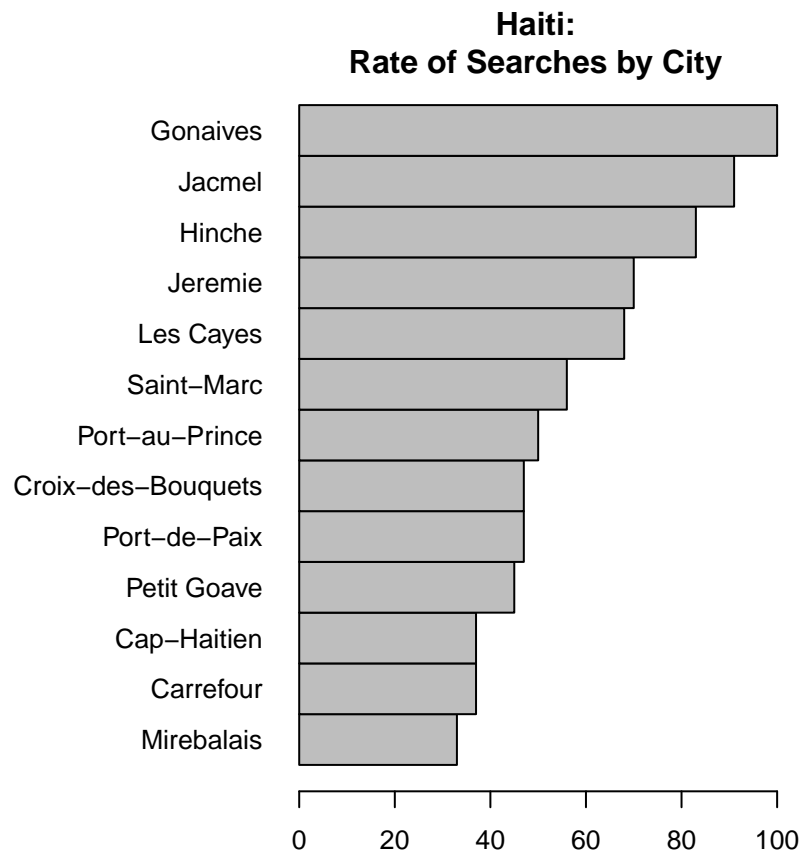 Haiti:
Rate of Searches by City
Gonaives
Jacmel
Hinche
Jeremie
Les Cayes
Saint−Marc
Port−au−Prince
Croix−des−Bouquets
Port−de−Paix
Petit Goave
Cap−Haitien
Carrefour
Mirebalais
0 20 40 60 80 100